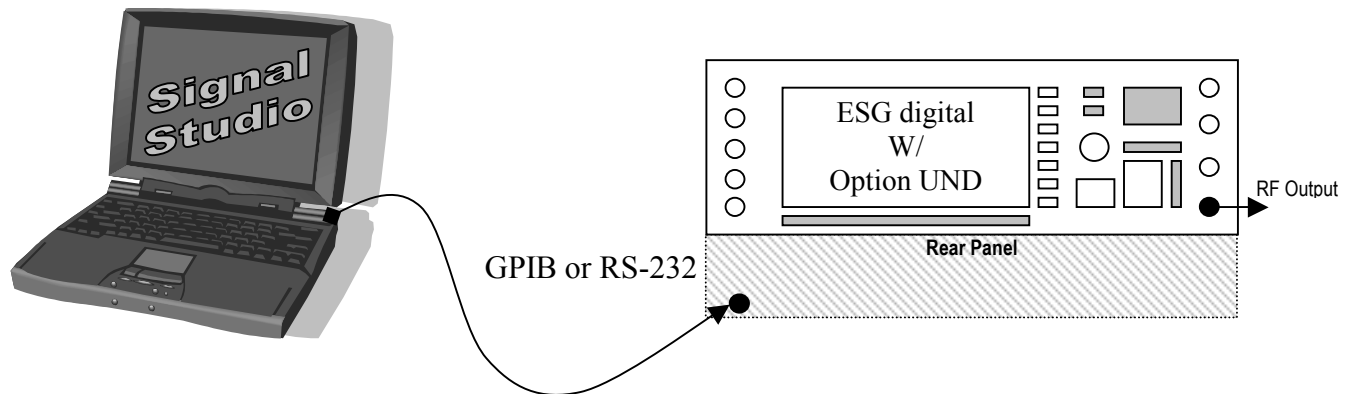 Signal
Studio
ESG digital
W/
Option UND
RF Output
Rear Panel
GPIB or RS-232